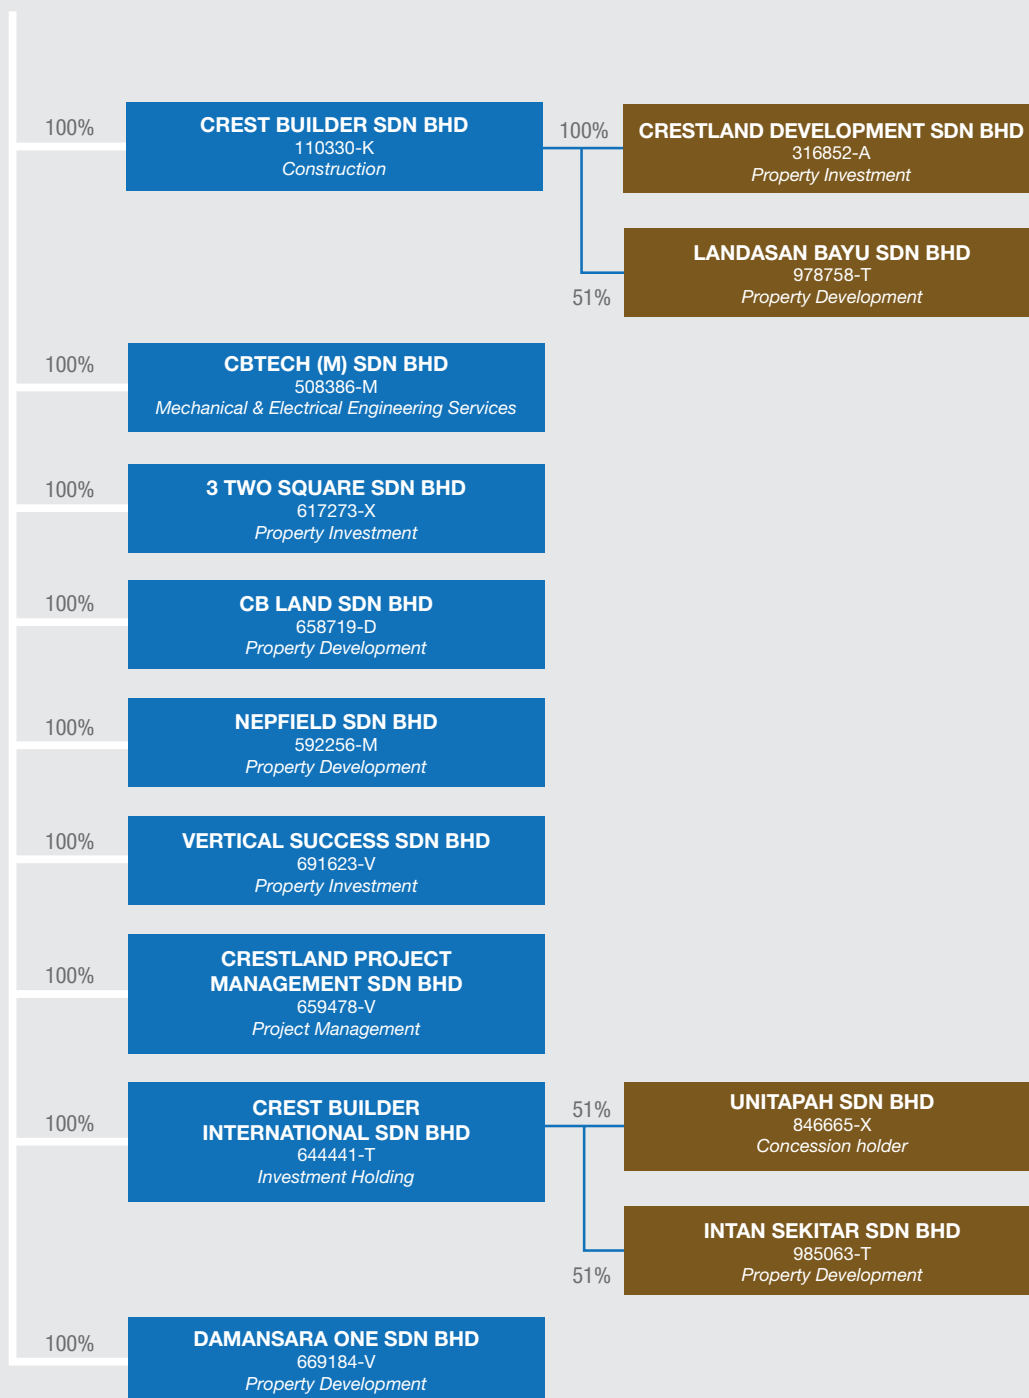 100%
CREST BUILDER SDN BHD
110330-K
Construction
100%
CRESTLAND DEVELOPMENT SDN BHD
316852-A
Property Investment
51%
LANDASAN BAYU SDN BHD
978758-T
Property Development
100%
CBTECH (M) SDN BHD
508386-M
Mechanical & Electrical Engineering Services
100%
3 TWO SQUARE SDN BHD
617273-X
Property Investment
100%
CB LAND SDN BHD
658719-D
Property Development
100%
NEPFIELD SDN BHD
592256-M
Property Development
100%
VERTICAL SUCCESS SDN BHD
691623-V
Property Investment
100%
CRESTLAND PROJECT
MANAGEMENT SDN BHD
659478-V
Project Management
100%
CREST BUILDER
INTERNATIONAL SDN BHD
644441-T
Investment Holding
51%
UNITAPAH SDN BHD
846665-X
Concession holder
51%
INTAN SEKITAR SDN BHD
985063-T
Property Development
100%
DAMANSARA ONE SDN BHD
669184-V
Property Development